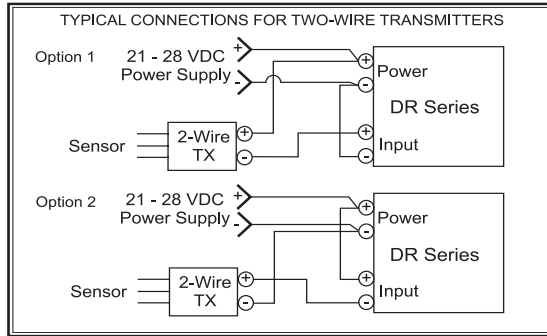 TYPICAL CONNECTIONS FOR TWO-WIRE TRANSMITTERS
Option 1
21 - 28 VDC
Power Supply
+
-
+
-
Power
DR Series
+
-
Input
Sensor
2-Wire
TX
+
-
Option 2
21 - 28 VDC
Power Supply
+
-
+
-
Power
DR Series
+
-
Input
Sensor
2-Wire
TX
+
-